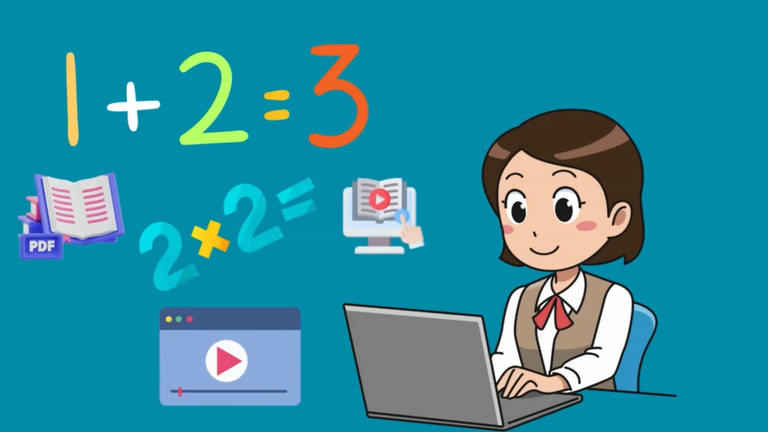 1 + 2 = 3
2 × 2 =
PDF